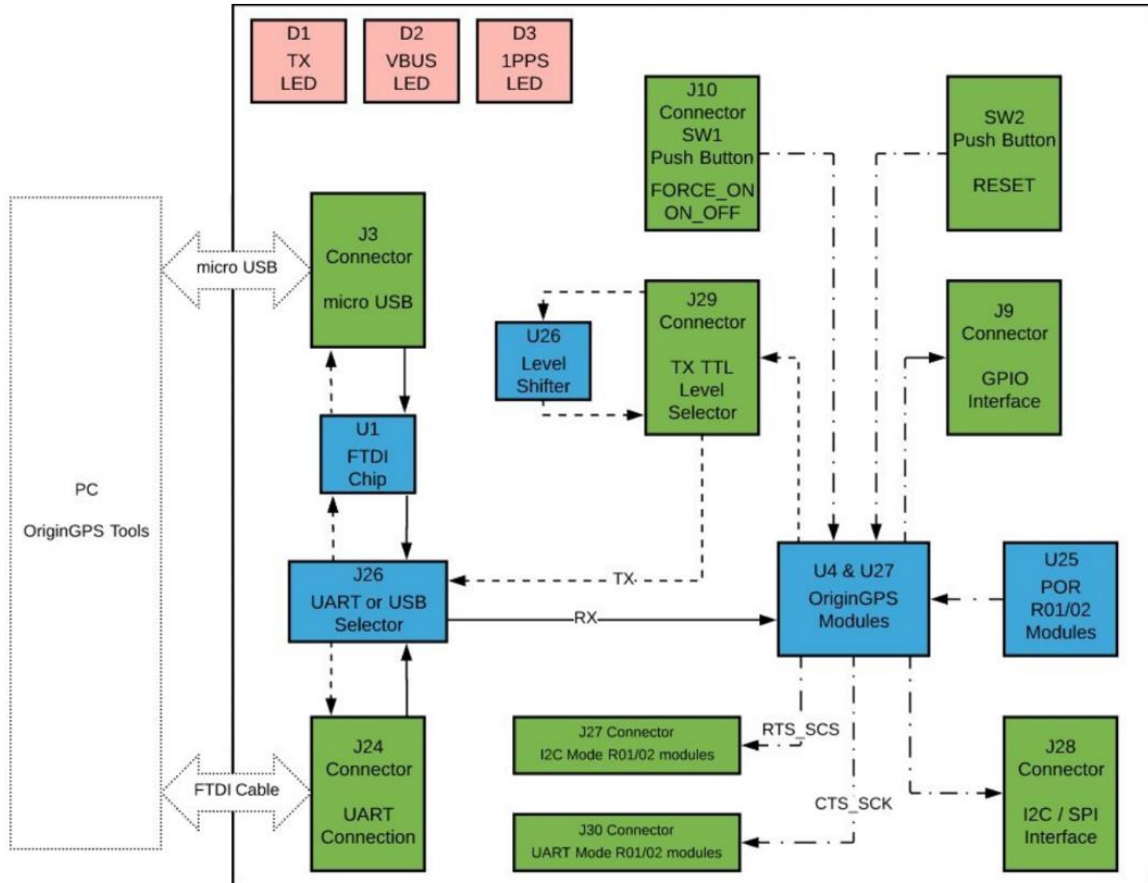 D1
TX
LED
D2
VBUS
LED
D3
1PPS
LED
J10
Connector
SW1
Push Button
FORCE_ON
ON_OFF
SW2
Push Button
RESET
J3
Connector
micro USB
micro USB
U26
Level
Shifter
J29
Connector
TX TTL
Level
Selector
J9
Connector
GPIO
Interface
U1
FTDI
Chip
PC
OriginGPS Tools
J26
UART or USB
Selector
TX
RX
U4 & U27
OriginGPS
Modules
U25
POR
R01/02
Modules
J24
Connector
UART
Connection
FTDI Cable
J27 Connector
I2C Mode R01/02 modules
RTS_SCS
CTS_SCK
J30 Connector
UART Mode R01/02 modules
J28
Connector
I2C / SPI
Interface